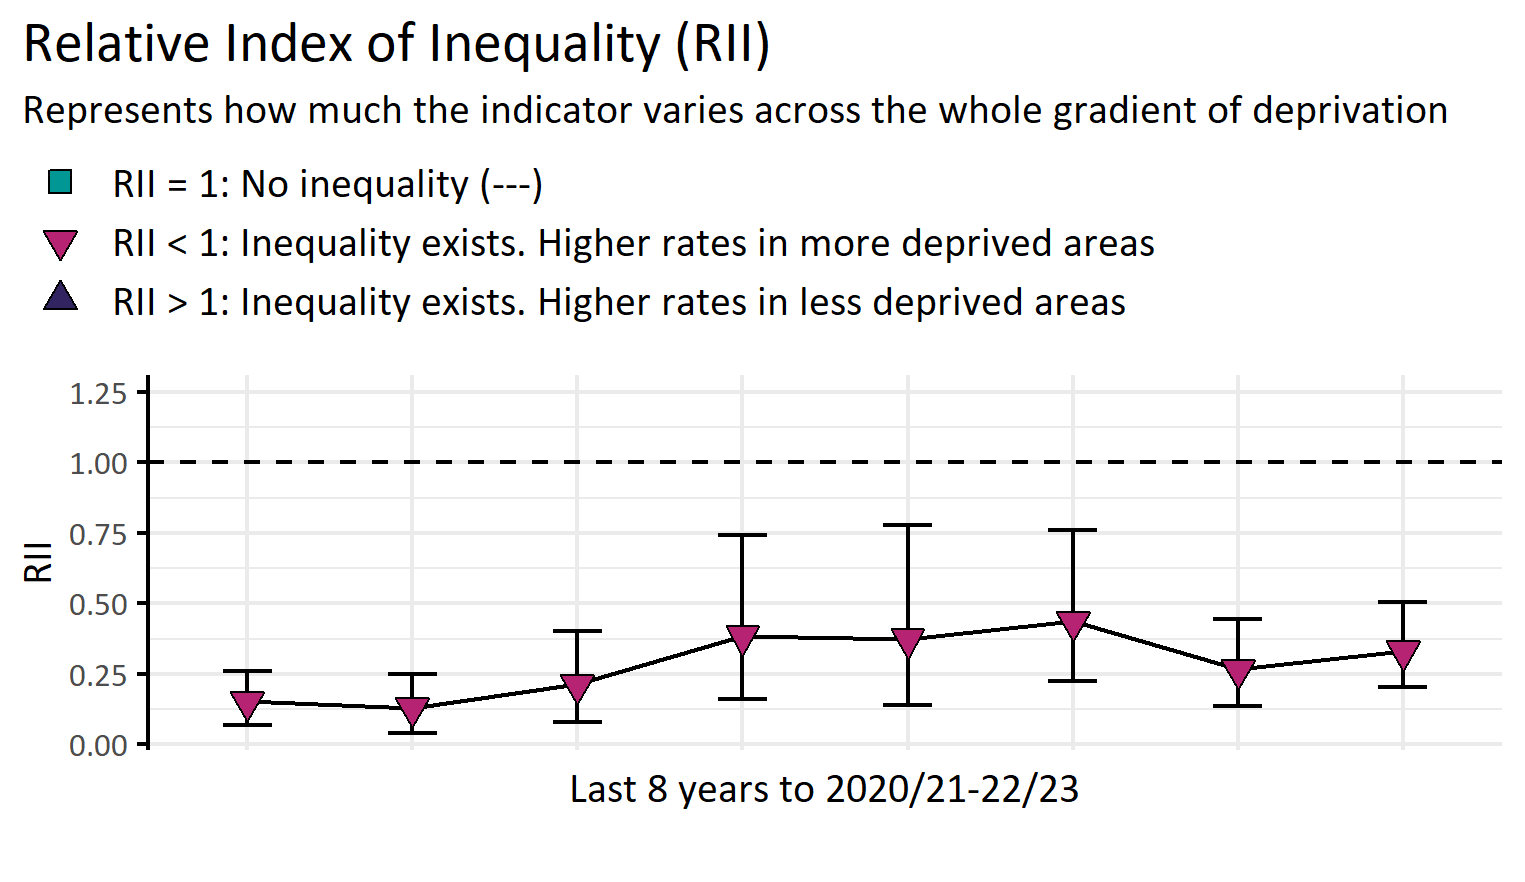 Relative Index of Inequality (RII)
Represents how much the indicator varies across the whole gradient of deprivation
RII = 1: No inequality (---)
RII < 1: Inequality exists. Higher rates in more deprived areas
RII > 1: Inequality exists. Higher rates in less deprived areas
1.25
1.00
0.75
0.50
0.25
0.00
RII
Last 8 years to 2020/21-22/23